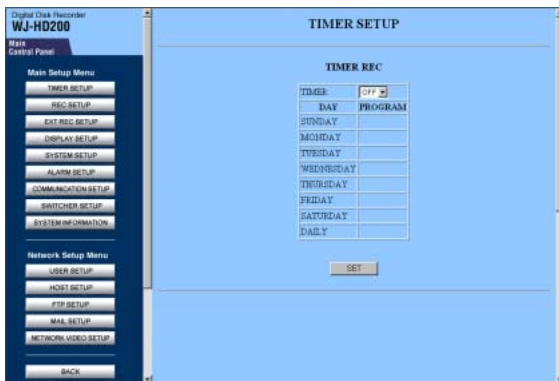 Digital Disk Recorder
WJ-HD200
Main
Control Panel
Main Setup Menu
TIMER SETUP
REC SETUP
EXT REC SETUP
DISPLAY SETUP
SYSTEM SETUP
ALARM SETUP
COMMUNICATION SETUP
SWITCHER SETUP
SYSTEM INFORMATION
Network Setup Menu
USER SETUP
HOST SETUP
FTP SETUP
MAIL SETUP
NETWORK VIDEO SETUP
BACK
TIMER SETUP
TIMER REC
TIMER OFF
DAY PROGRAM
SUNDAY
MONDAY
TUESDAY
WEDNESDAY
THURSDAY
FRIDAY
SATURDAY
DAILY
SET